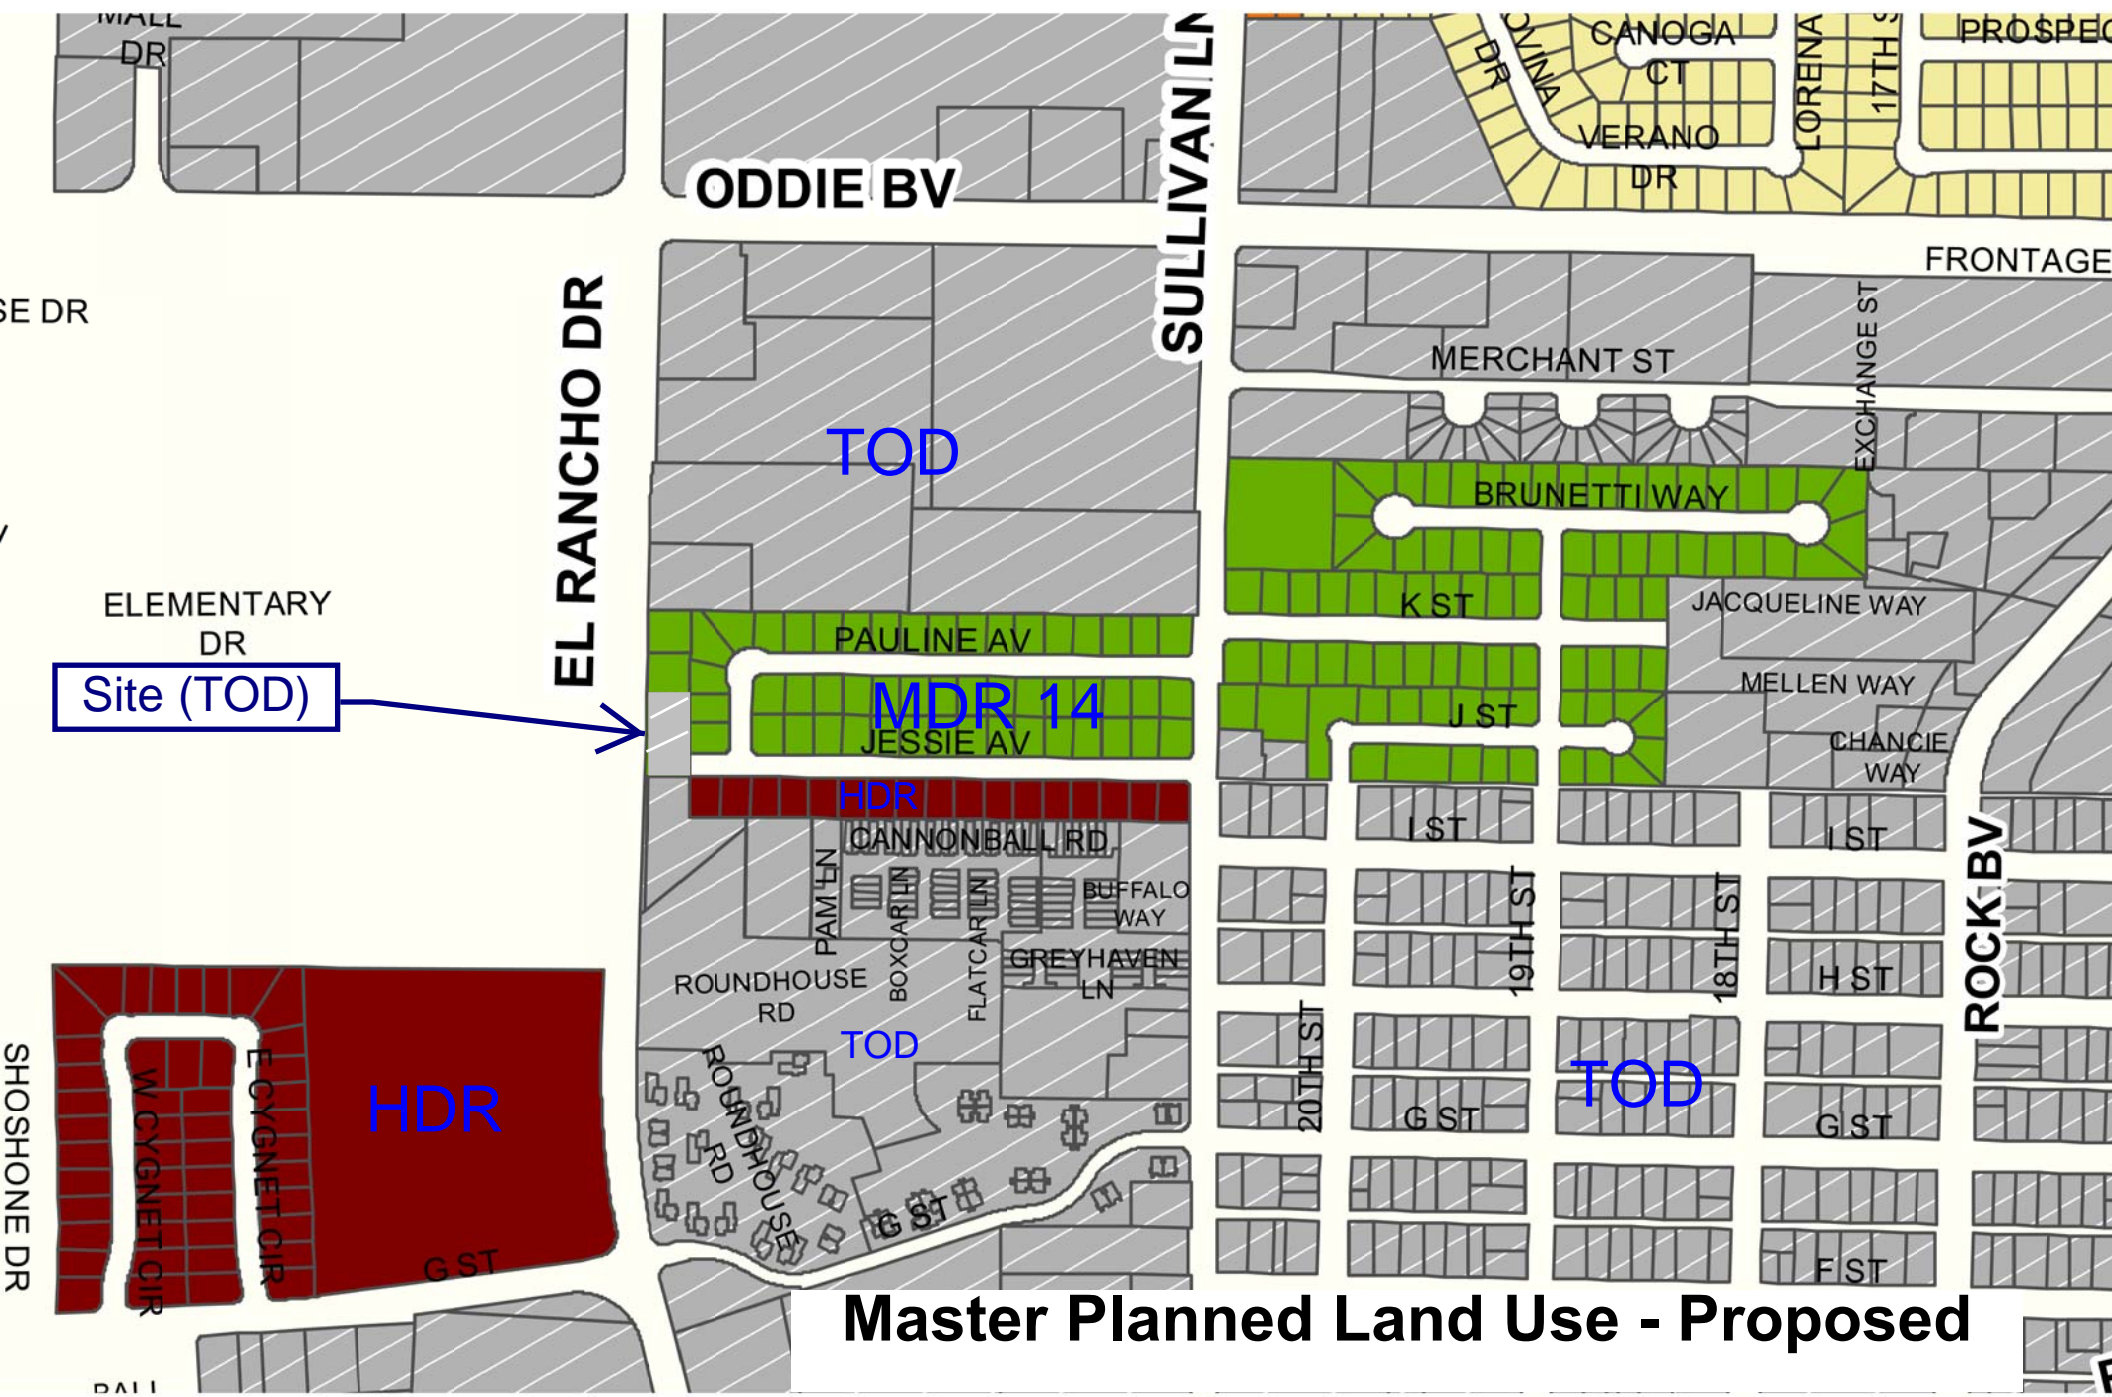 MALL
DR
ODDIE BV
SULLIVAN LN
CANOGA
CT
DR
VERANO
DR
LORENA
FRONTAGE
SE DR
EL RANCHO DR
MERCHANT ST
EXCHANGE ST
TOD
BRUNETTI WAY
ELEMENTARY
DR
K ST
JACQUELINE WAY
PAULINE AV
Site (TOD)
MDR 14
MELLEN WAY
J ST
JESSIE AV
CHANCIE
WAY
HDR
CANNONBALL RD
I ST
I ST
PAM LN
BOXCAR LN
FLATCAR LN
BUFFALO
WAY
19TH ST
18TH ST
ROCK BV
GREYHAVEN
LN
ROUNDHOUSE
RD
H ST
TOD
20TH ST
TOD
SHOSHONE DR
W CYGNET CIR
E CYGNET CIR
HDR
ROUNDHOUSE
RD
G ST
G ST
G ST
G ST
F ST
Master Planned Land Use - Proposed